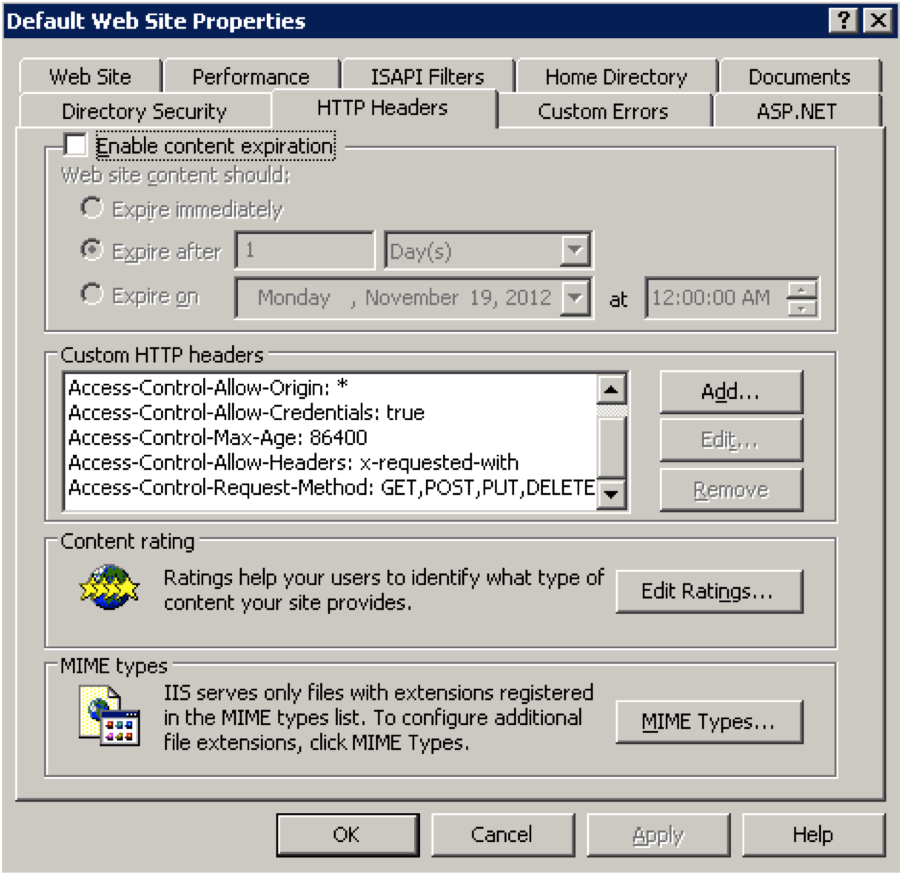 Default Web Site Properties
Web Site Performance ISAPI Filters Home Directory Documents
Directory Security HTTP Headers Custom Errors ASP.NET
Enable content expiration
Web site content should:
Expire immediately
Expire after 1 Day(s)
Expire on Monday , November 19, 2012 at 12:00:00 AM
Custom HTTP headers
Access-Control-Allow-Origin: *
Access-Control-Allow-Credentials: true
Access-Control-Max-Age: 86400
Access-Control-Allow-Headers: x-requested-with
Access-Control-Request-Method: GET,POST,PUT,DELETE
Add...
Edit...
Remove
Content rating
Ratings help your users to identify what type of
content your site provides.
Edit Ratings...
MIME types
IIS serves only files with extensions registered
in the MIME types list. To configure additional
file extensions, click MIME Types.
MIME Types...
OK Cancel Apply Help